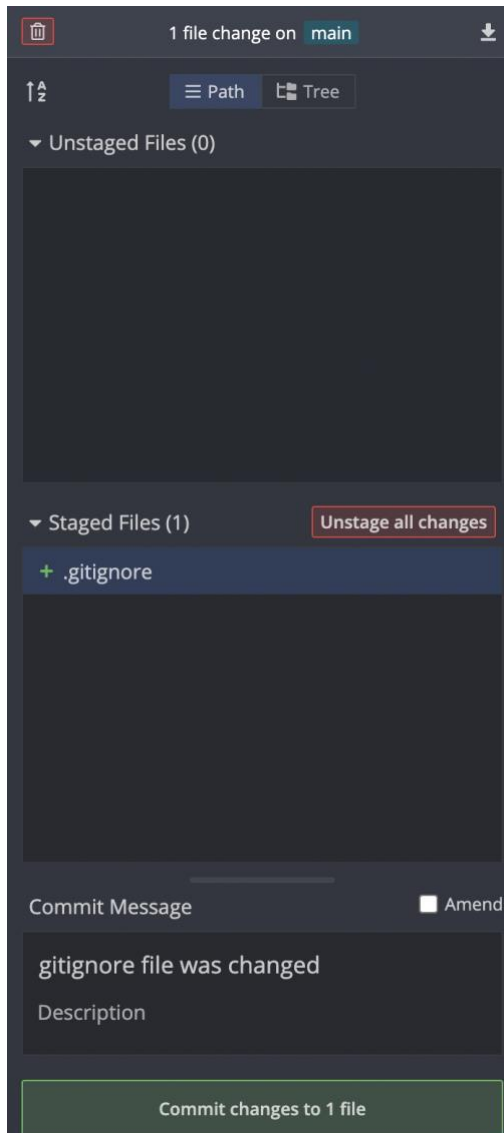 1 file change on main
Path Tree
Unstaged Files (0)
Staged Files (1) Unstage all changes
+ .gitignore
Commit Message Amend
gitignore file was changed
Description
Commit changes to 1 file